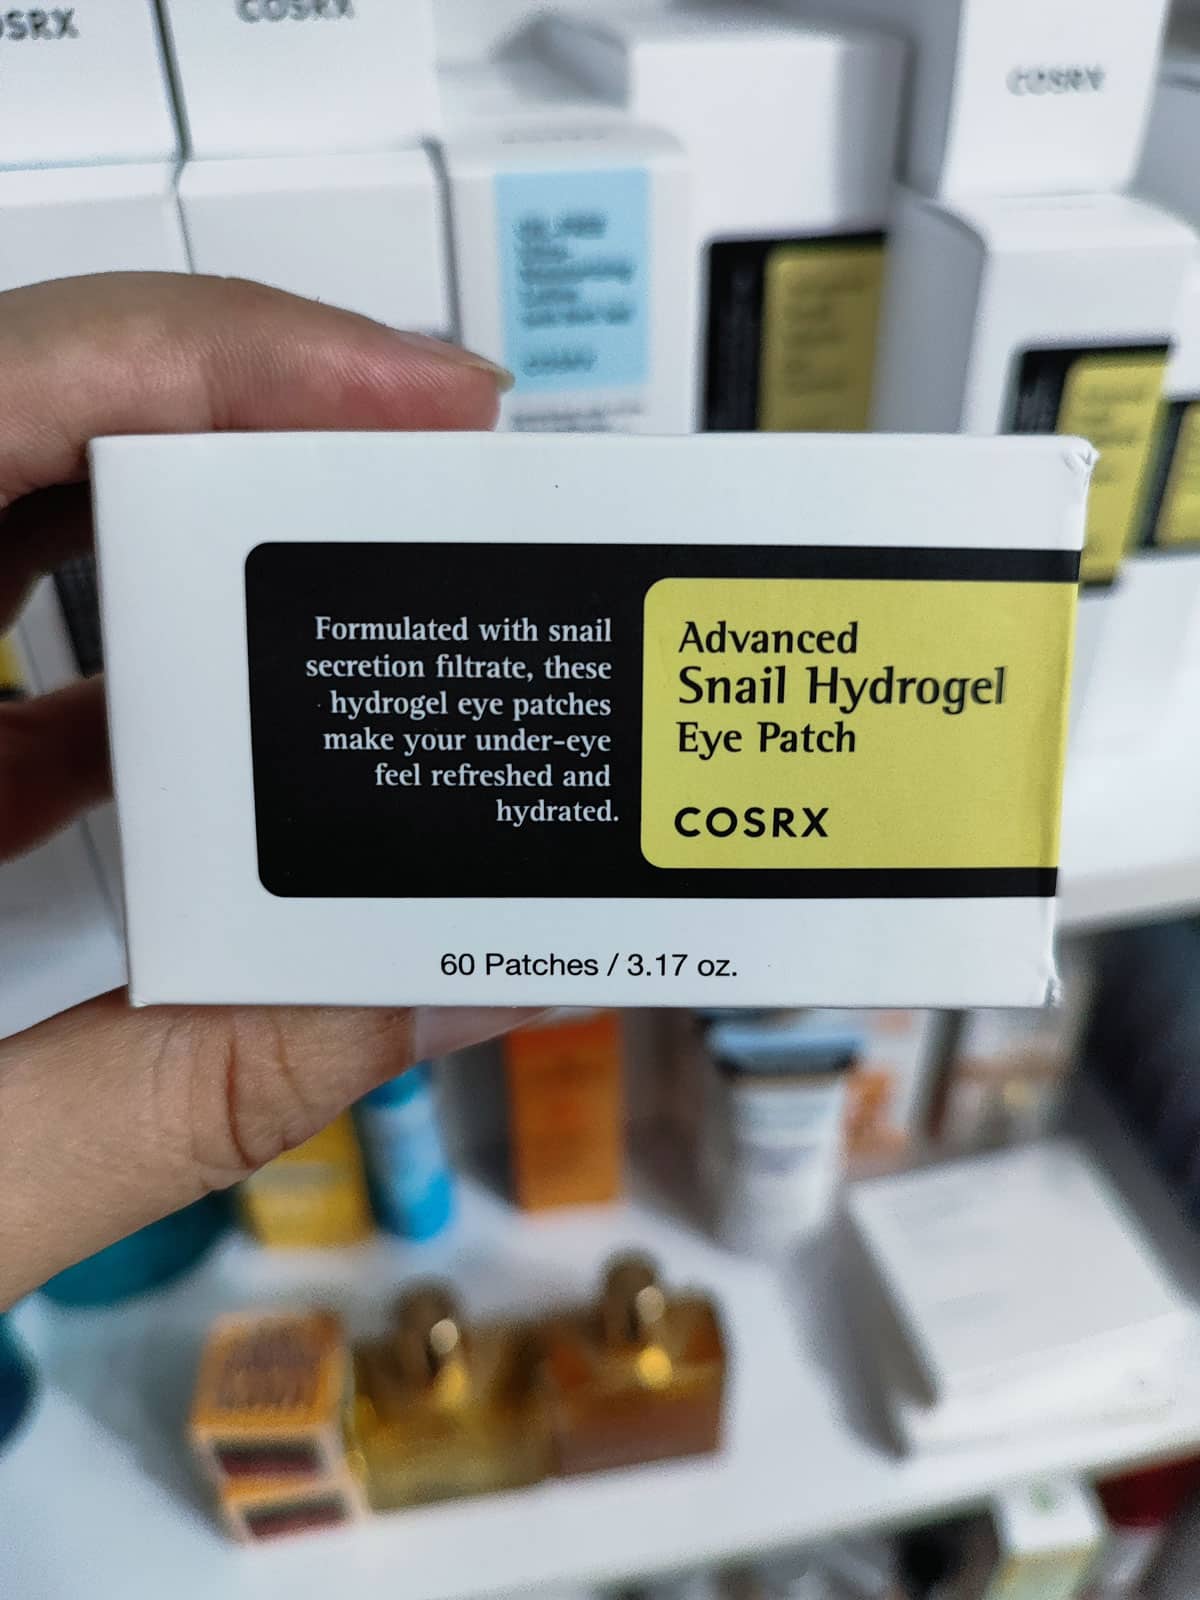 COSRX
COSRX
COSRX
Formulated with snail
secretion filtrate, these
hydrogel eye patches
make your under-eye
feel refreshed and
hydrated.
Advanced
Snail Hydrogel
Eye Patch
COSRX
60 Patches / 3.17 oz.